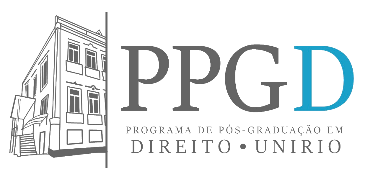 PPGD
PROGRAMA DE PÓS-GRADUAÇÃO EM
DIREITO • UNIRIO